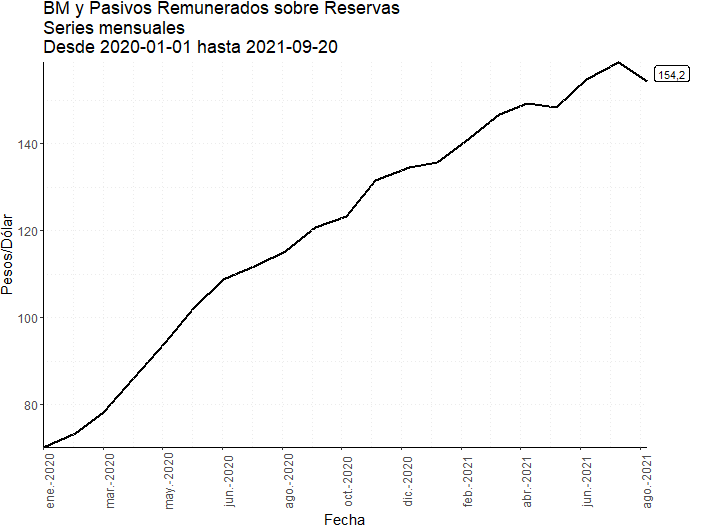 BM y Pasivos Remunerados sobre Reservas
Series mensuales
Desde 2020-01-01 hasta 2021-09-20
154,2
140
120
100
80
Pesos/Dólar
ene.-2020
mar.-2020
may.-2020
jun.-2020
ago.-2020
oct.-2020
dic.-2020
feb.-2021
abr.-2021
jun.-2021
ago.-2021
Fecha